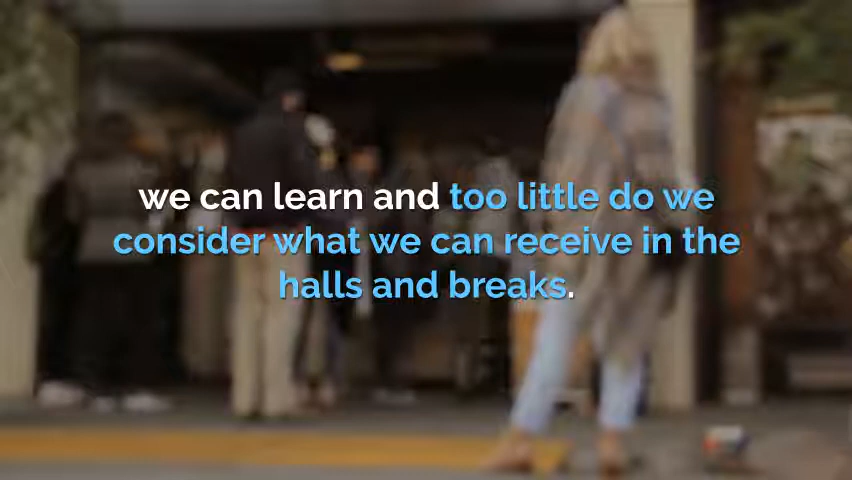 we can learn and too little do we
consider what we can receive in the
halls and breaks.